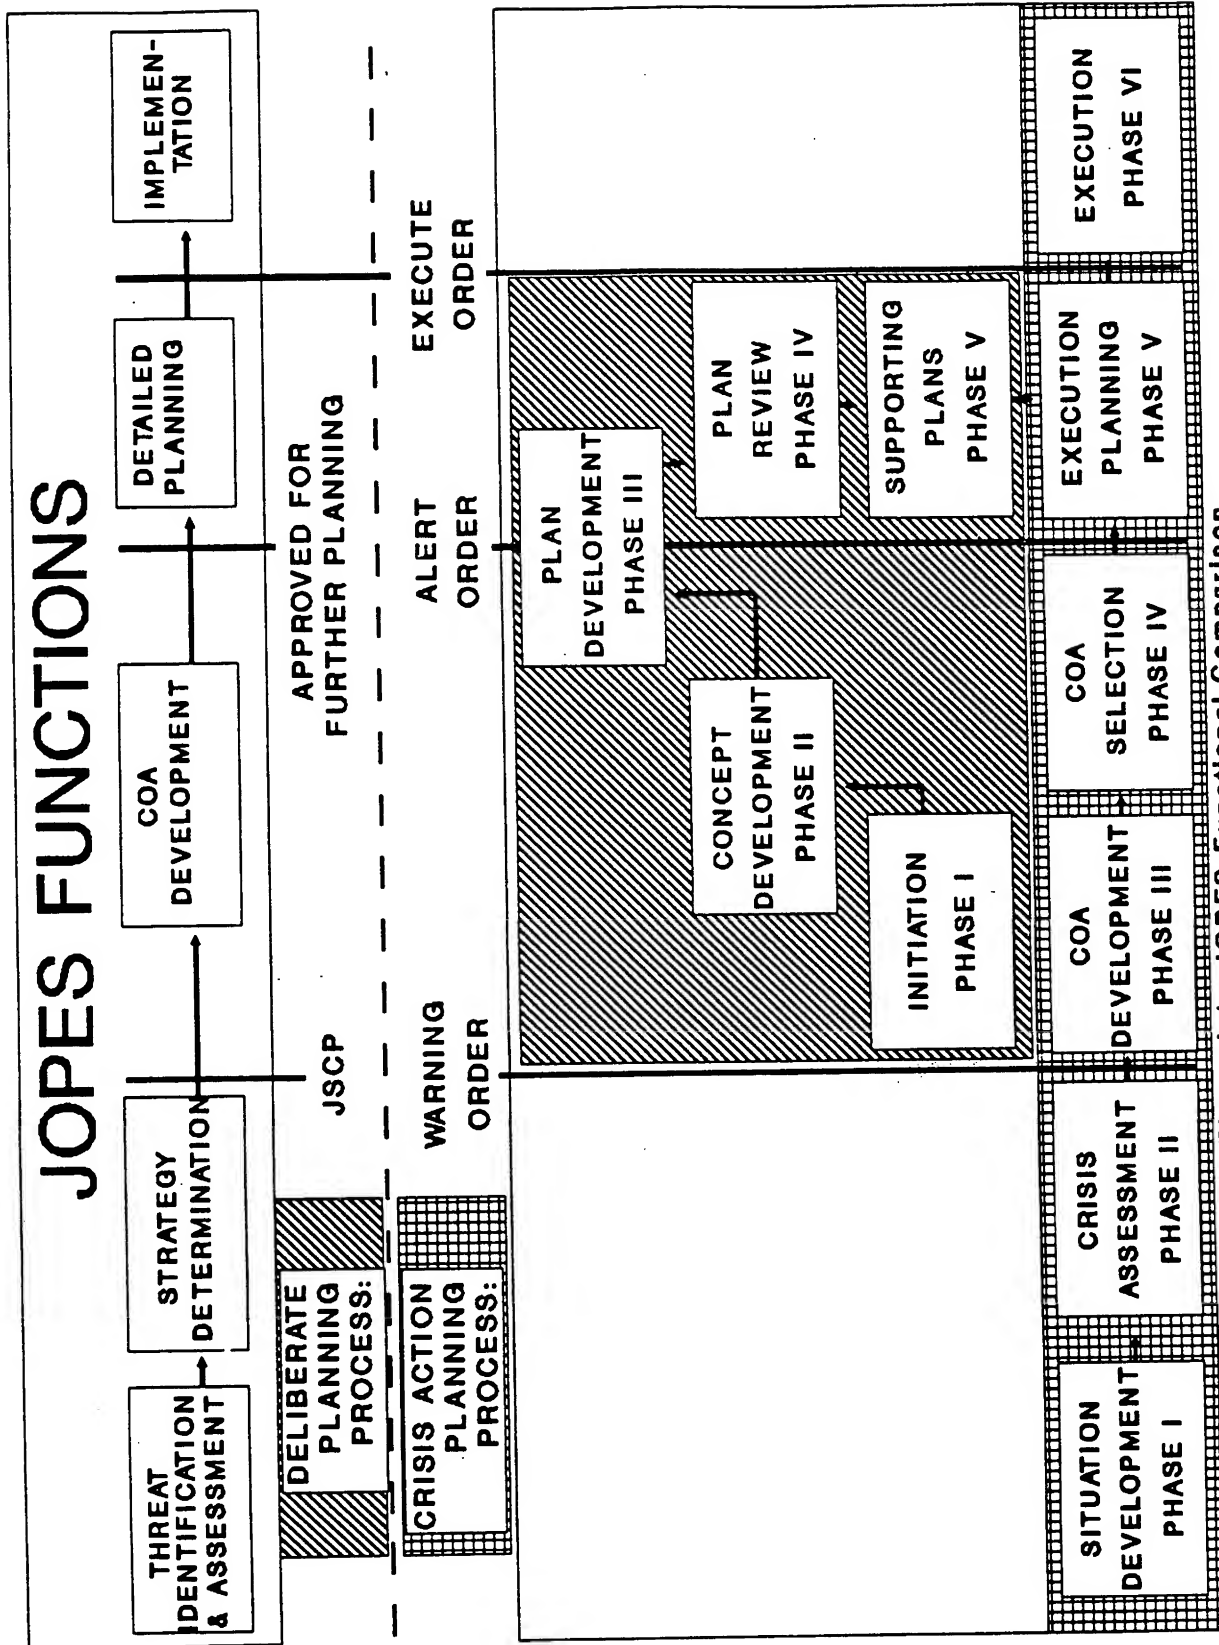 JOPES FUNCTIONS
THREAT
IDENTIFICATION
& ASSESSMENT
STRATEGY
DETERMINATION
COA
DEVELOPMENT
DETAILED
PLANNING
IMPLEMEN-
TATION
DELIBERATE
PLANNING
PROCESS:
JSCP
APPROVED FOR
FURTHER PLANNING
CRISIS ACTION
PLANNING
PROCESS:
WARNING
ORDER
ALERT
ORDER
EXECUTE
ORDER
PLAN
DEVELOPMENT
PHASE III
CONCEPT
DEVELOPMENT
PHASE II
PLAN
REVIEW
PHASE IV
INITIATION
PHASE I
SUPPORTING
PLANS
PHASE V
SITUATION
DEVELOPMENT
PHASE I
CRISIS
ASSESSMENT
PHASE II
COA
DEVELOPMENT
PHASE III
COA
SELECTION
PHASE IV
EXECUTION
PLANNING
PHASE V
EXECUTION
PHASE VI
JOPES Functional Comparison